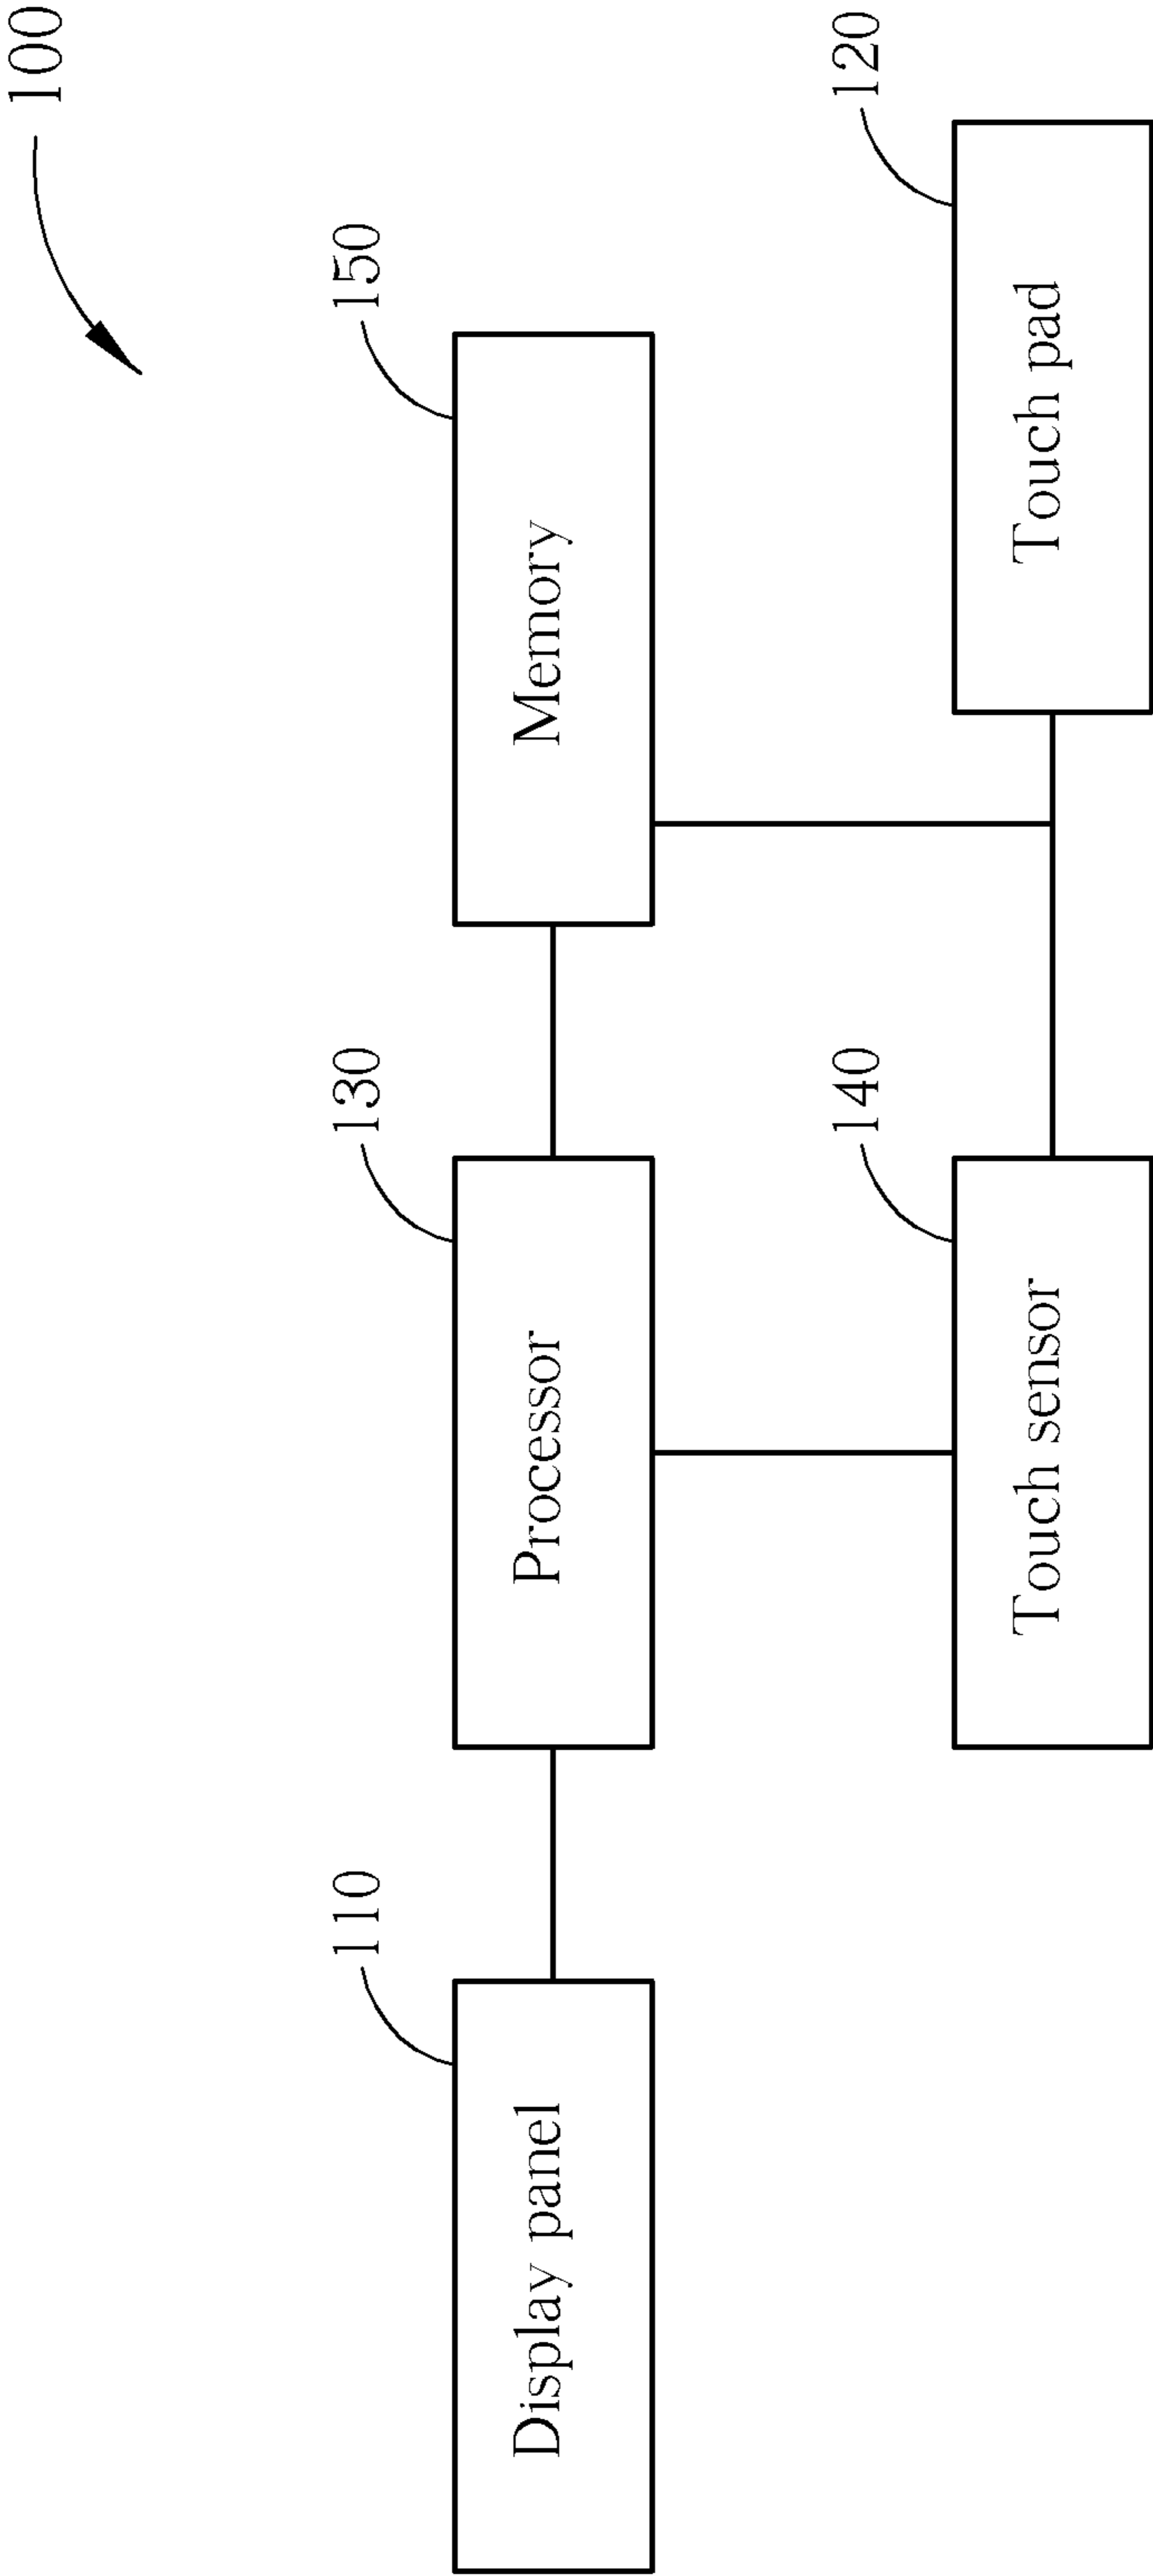 100
110
Display panel
130
Processor
150
Memory
140
Touch sensor
120
Touch pad